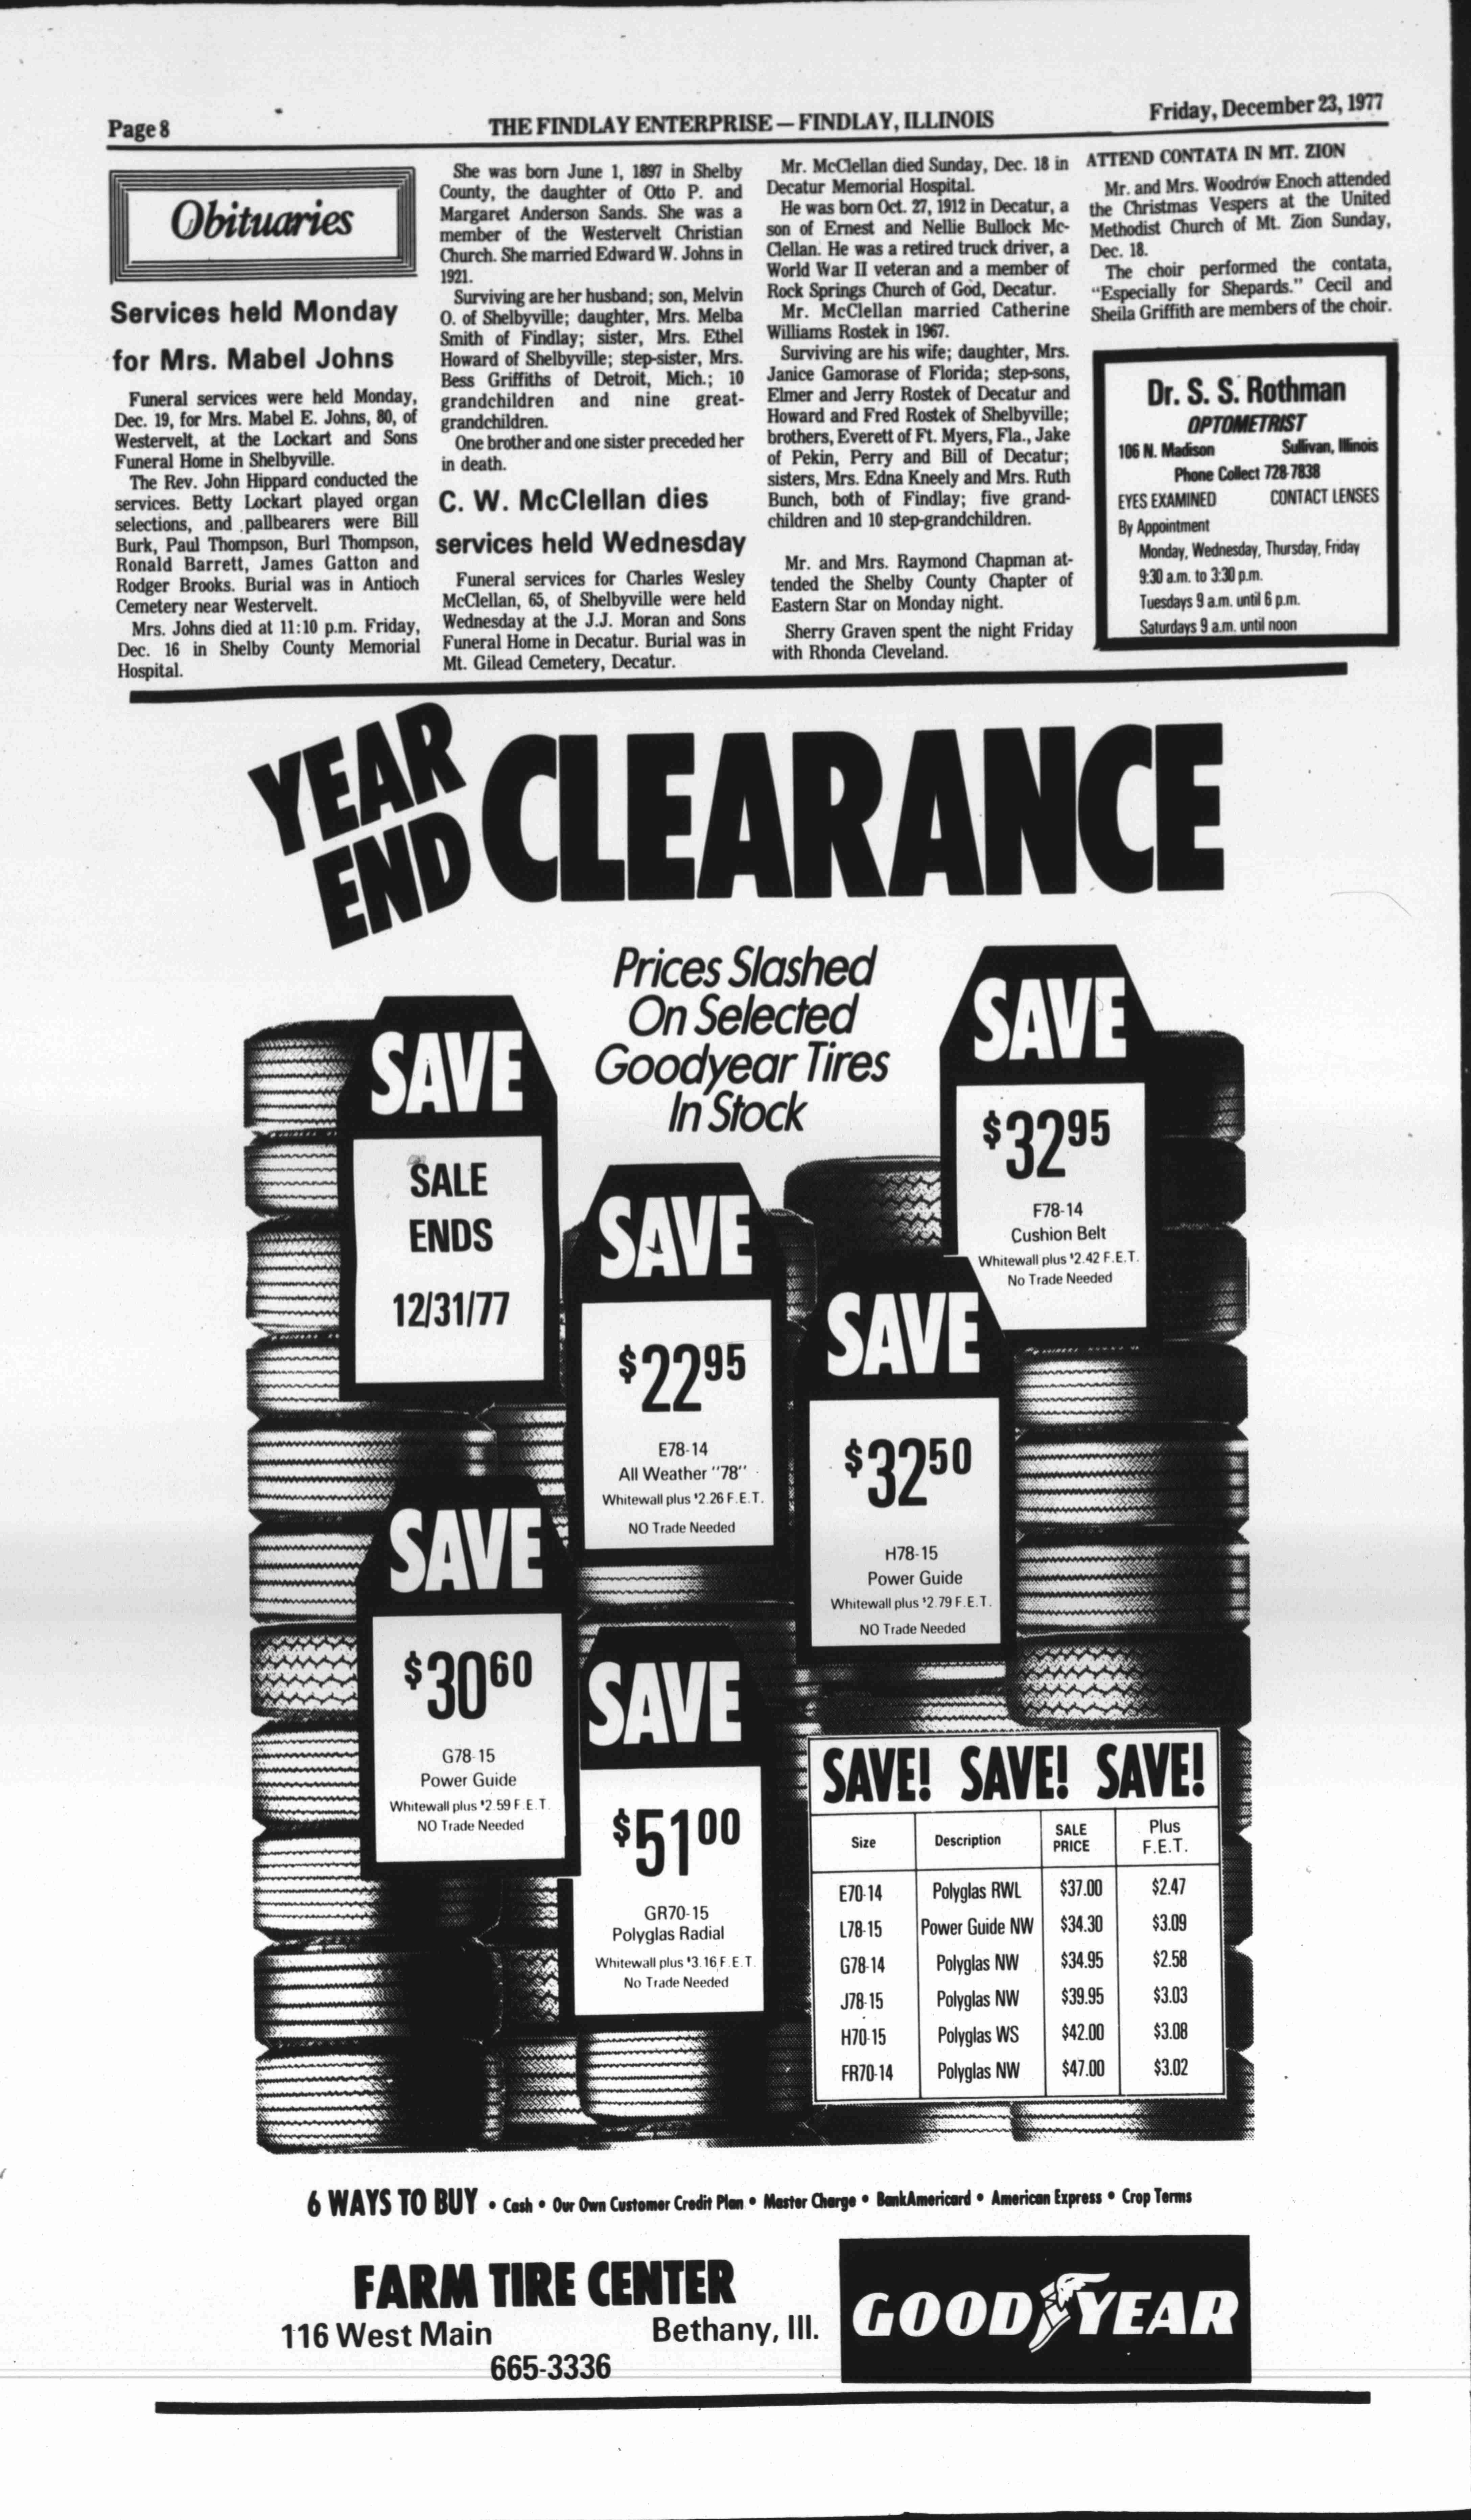 Page 8
THE FINDLAY ENTERPRISE — FINDLAY, ILLINOIS
Friday, December 23, 1977
Obituaries
Services held Monday
for Mrs. Mabel Johns
Funeral services were held Monday,
Dec. 19, for Mrs. Mabel E. Johns, 80, of
Westervelt, at the Lockart and Sons
Funeral Home in Shelbyville.
The Rev. John Hippard conducted the
services. Betty Lockart played organ
selections, and pallbearers were Bill
Burk, Paul Thompson, Burl Thompson,
Ronald Barrett, James Gatton and
Rodger Brooks. Burial was in Antioch
Cemetery near Westervelt.
Mrs. Johns died at 11:10 p.m. Friday,
Dec. 16 in Shelby County Memorial
Hospital.
She was born June 1, 1897 in Shelby
County, the daughter of Otto P. and
Margaret Anderson Sands. She was a
member of the Westervelt Christian
Church. She married Edward W. Johns in
1921.
Surviving are her husband; son, Melvin
O. of Shelbyville; daughter, Mrs. Melba
Smith of Findlay; sister, Mrs. Ethel
Howard of Shelbyville; step-sister, Mrs.
Bess Griffiths of Detroit, Mich.; 10
grandchildren and nine great-
grandchildren.
One brother and one sister preceded her
in death.
C. W. McClellan dies
services held Wednesday
Funeral services for Charles Wesley
McClellan, 65, of Shelbyville were held
Wednesday at the J.J. Moran and Sons
Funeral Home in Decatur. Burial was in
Mt. Gilead Cemetery, Decatur.
Mr. McClellan died Sunday, Dec. 18 in
Decatur Memorial Hospital.
He was born Oct. 27, 1912 in Decatur, a
son of Ernest and Nellie Bullock Mc-
Clellan. He was a retired truck driver, a
World War II veteran and a member of
Rock Springs Church of God, Decatur.
Mr. McClellan married Catherine
Williams Rostek in 1967.
Surviving are his wife; daughter, Mrs.
Janice Gamorase of Florida; step-sons,
Elmer and Jerry Rostek of Decatur and
Howard and Fred Rostek of Shelbyville;
brothers, Everett of Ft. Myers, Fla., Jake
of Pekin, Perry and Bill of Decatur;
sisters, Mrs. Edna Kneely and Mrs. Ruth
Bunch, both of Findlay; five grand-
children and 10 step-grandchildren.
Mr. and Mrs. Raymond Chapman at-
tended the Shelby County Chapter of
Eastern Star on Monday night.
Sherry Graven spent the night Friday
with Rhonda Cleveland.
ATTEND CONTATA IN MT. ZION
Mr. and Mrs. Woodrow Enoch attended
the Christmas Vespers at the United
Methodist Church of Mt. Zion Sunday,
Dec. 18.
The choir performed the contata,
"Especially for Shepards." Cecil and
Sheila Griffith are members of the choir.
Dr. S. S. Rothman
OPTOMETRIST
106 N. Madison Sullivan, Illinois
Phone Collect 728-7838
EYES EXAMINED CONTACT LENSES
By Appointment
Monday, Wednesday, Thursday, Friday
9:30 a.m. to 3:30 p.m.
Tuesdays 9 a.m. until 6 p.m.
Saturdays 9 a.m. until noon
YEAR
END
CLEARANCE
Prices Slashed
On Selected
Goodyear Tires
In Stock
SAVE
SALE
ENDS
12/31/77
SAVE
$32 95
F78-14
Cushion Belt
Whitewall plus $2.42 F.E.T.
No Trade Needed
SAVE
$22 95
E78-14
All Weather "78"
Whitewall plus $2.26 F.E.T.
NO Trade Needed
SAVE
$32 50
H78-15
Power Guide
Whitewall plus $2.79 F.E.T.
NO Trade Needed
SAVE
$30 60
G78-15
Power Guide
Whitewall plus $2.59 F.E.T.
NO Trade Needed
SAVE
$51 00
GR70-15
Polyglas Radial
Whitewall plus $3.16 F.E.T.
No Trade Needed
SAVE! SAVE! SAVE!
Size Description SALE PRICE Plus F.E.T.
E70-14 Polyglas RWL $37.00 $2.47
L78-15 Power Guide NW $34.30 $3.09
G78-14 Polyglas NW $34.95 $2.58
J78-15 Polyglas NW $39.95 $3.03
H70-15 Polyglas WS $42.00 $3.08
FR70-14 Polyglas NW $47.00 $3.02
6 WAYS TO BUY • Cash • Our Own Customer Credit Plan • Master Charge • BankAmericard • American Express • Crop Terms
FARM TIRE CENTER
116 West Main Bethany, Ill.
665-3336
GOODYEAR